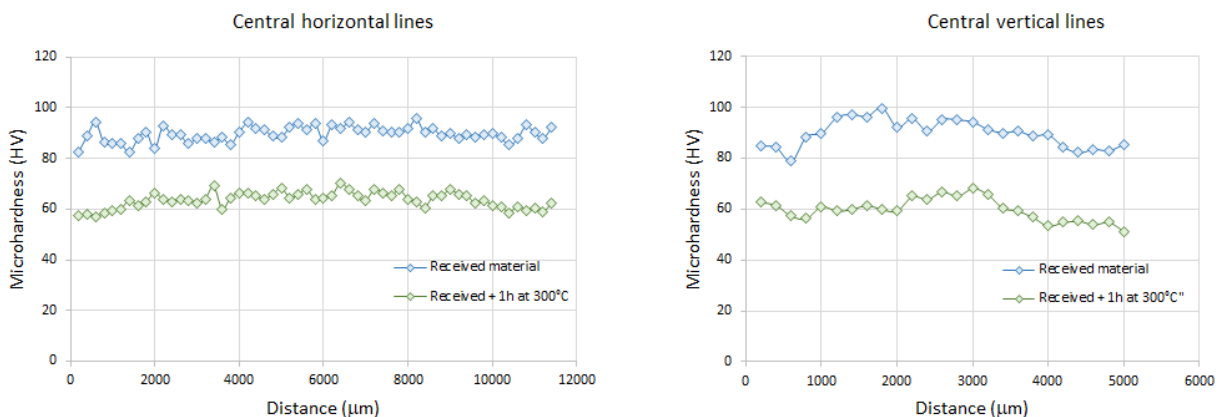 Central horizontal lines
Microhardness (HV)
120
100
80
60
40
20
0
Received material
Received + 1h at 300°C
0 2000 4000 6000 8000 10000 12000
Distance (µm)
Central vertical lines
Microhardness (HV)
120
100
80
60
40
20
0
Received material
Received + 1h at 300°C"
0 1000 2000 3000 4000 5000 6000
Distance (µm)